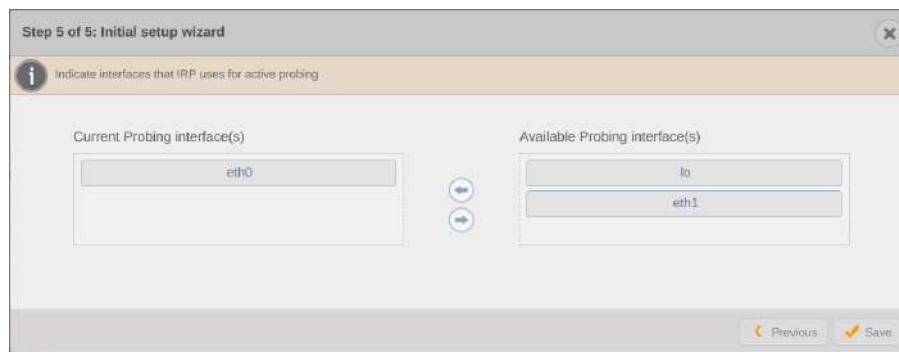 Step 5 of 5: Initial setup wizard
Indicate interfaces that IRP uses for active probing
Current Probing interface(s)
Available Probing interface(s)
eth0
lo
eth1
Previous
Save